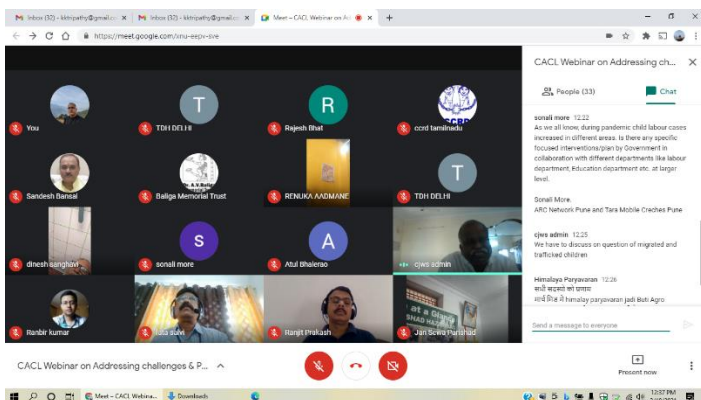 Inbox (32) - kktripathy@gmail.co
Inbox (32) - kktripathy@gmail.co
Meet – CACL Webinar on Ad
https://meet.google.com/vnu-eepv-sve
CACL Webinar on Addressing ch...
People (33)
Chat
You
T
TDH DELHI
R
Rajesh Bhat
ccrd tamilnadu
Sandesh Bansal
Baliga Memorial Trust
RENUKA AADMANE
T
TDH DELHI
dinesh sanghavi
S
sonali more
A
Atul Bhalerao
cjws admin
Ranbir kumar
lata salvi
Ranjit Prakash
Jan Sewa Parishad
sonali more 12:22
As we all know, during pandemic child labour cases
increased in different areas. Is there any specific
focused interventions/plan by Government in
collaboration with different departments like labour
department, Education department etc. at larger
level.
Sonali More.
ARC Network Pune and Tara Mobile Creches Pune
cjws admin 12:25
We have to discuss on question of migrated and
trafficked children
Himalaya Paryavaran 12:26
himalay paryavaran jadi Buti Agro
Send a message to everyone
CACL Webinar on Addressing challenges & P...
Present now
Meet – CACL Webina...
Downloads
12:37 PM